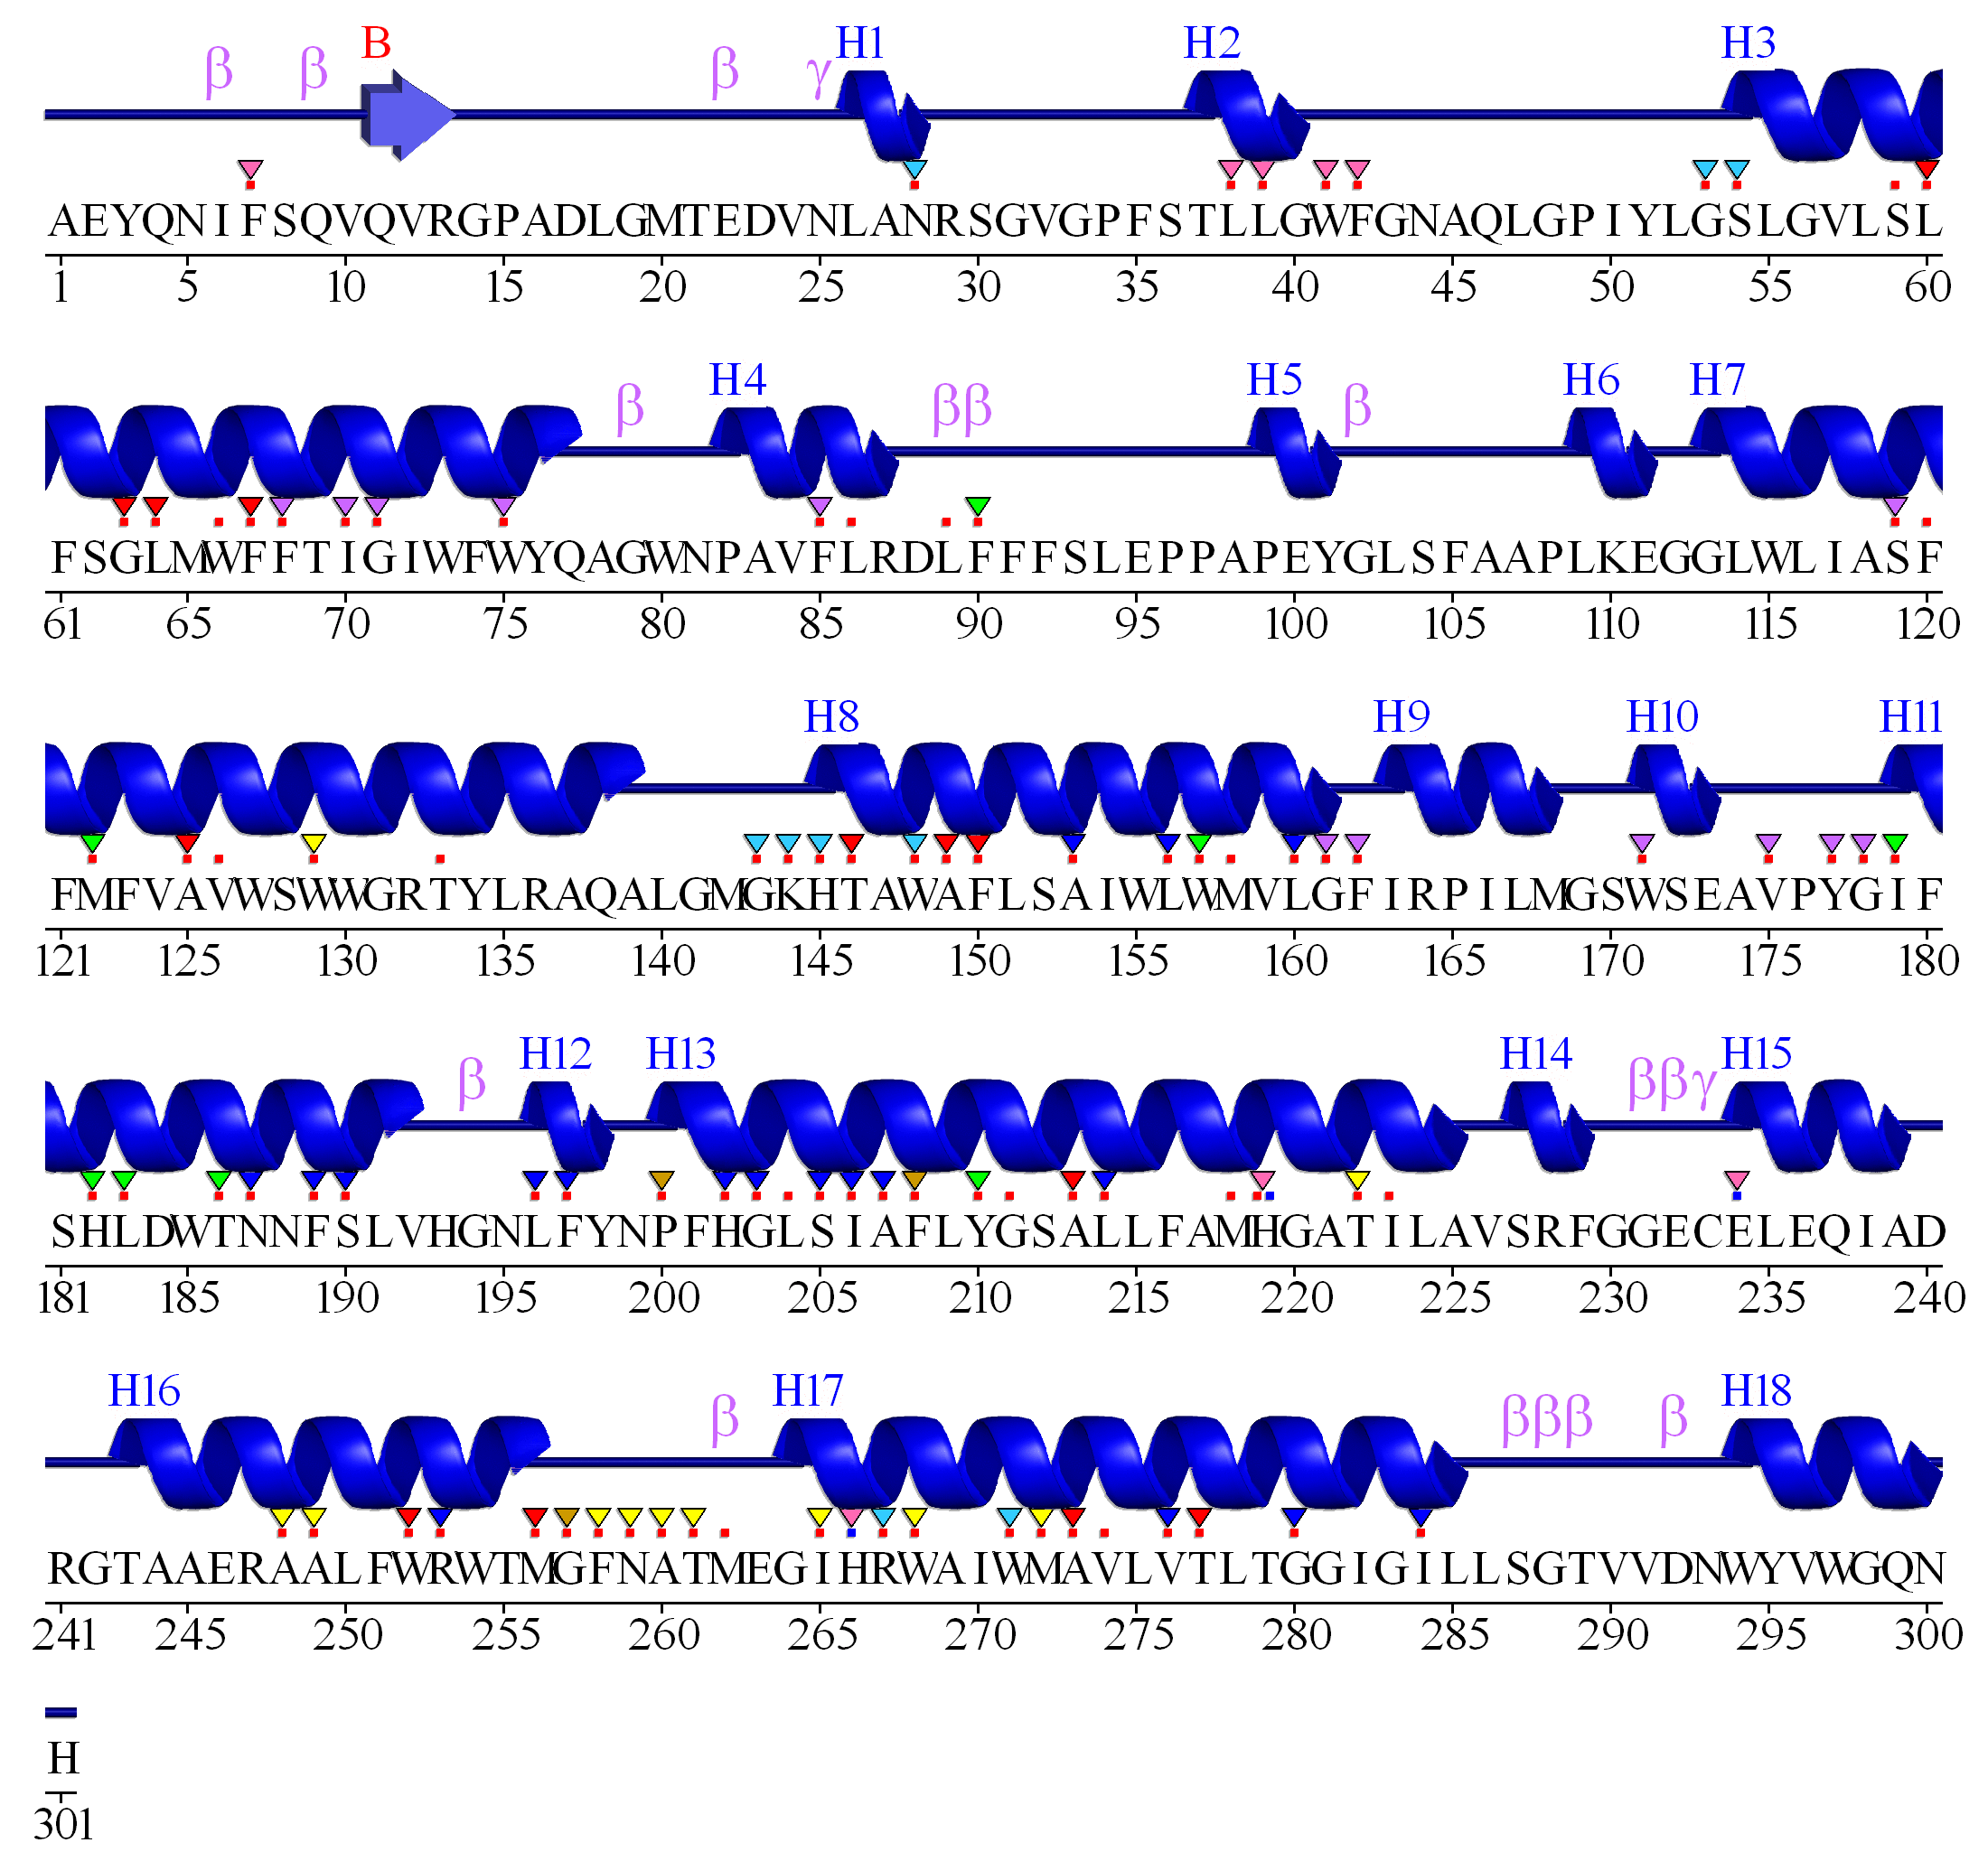 β β B β γ H1 H2 H3
AEYQNIFSQVQVRGPADLGMTEDVNLANRSGVGPFSTLLGWFGNAQLGPIYLGSLGVLSL
1 5 10 15 20 25 30 35 40 45 50 55 60
β H4 ββ H5 β H6 H7
FSGLMWFFTIGIWFWYQAGWNPAVFLRDLFFFSLEPPAPEYGLSFAAPLKEGGLWLIASF
61 65 70 75 80 85 90 95 100 105 110 115 120
H8 H9 H10 H11
FMFVAVWSWWGRTYLRAQALGMGKHTAWAFLSAIWLWMVLGFIRPILMGSWSEAVPYGIF
121 125 130 135 140 145 150 155 160 165 170 175 180
β H12 H13 H14 ββγ H15
SHLDWTNNFSLVHGNLFYNPFHGLSIAFLYGSALLFAMHGATILAVSRFGGECELEQIAD
181 185 190 195 200 205 210 215 220 225 230 235 240
H16 β H17 βββ β H18
RGTAAERAALFWRWTMGFNATMEGIHRWAIWMAVLVTLTGGIGILLSGTVVDNWYVWGQN
241 245 250 255 260 265 270 275 280 285 290 295 300
H
301